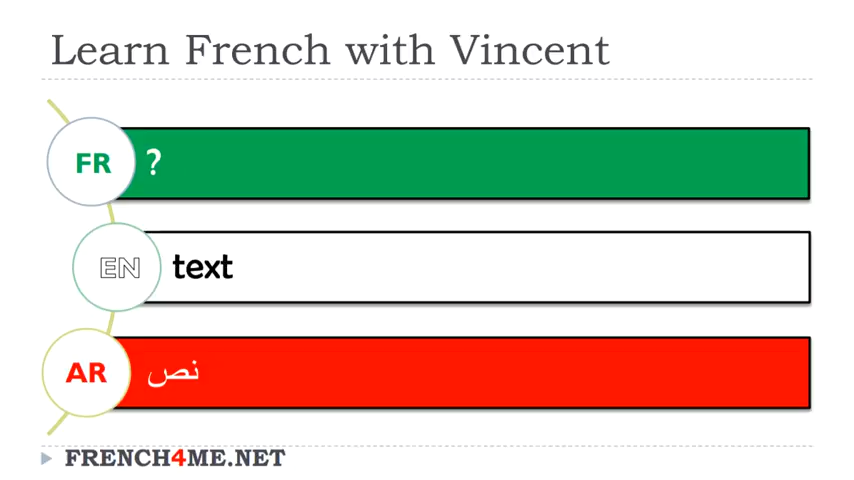 Learn French with Vincent
FR ?
EN text
AR نص
FRENCH4ME.NET